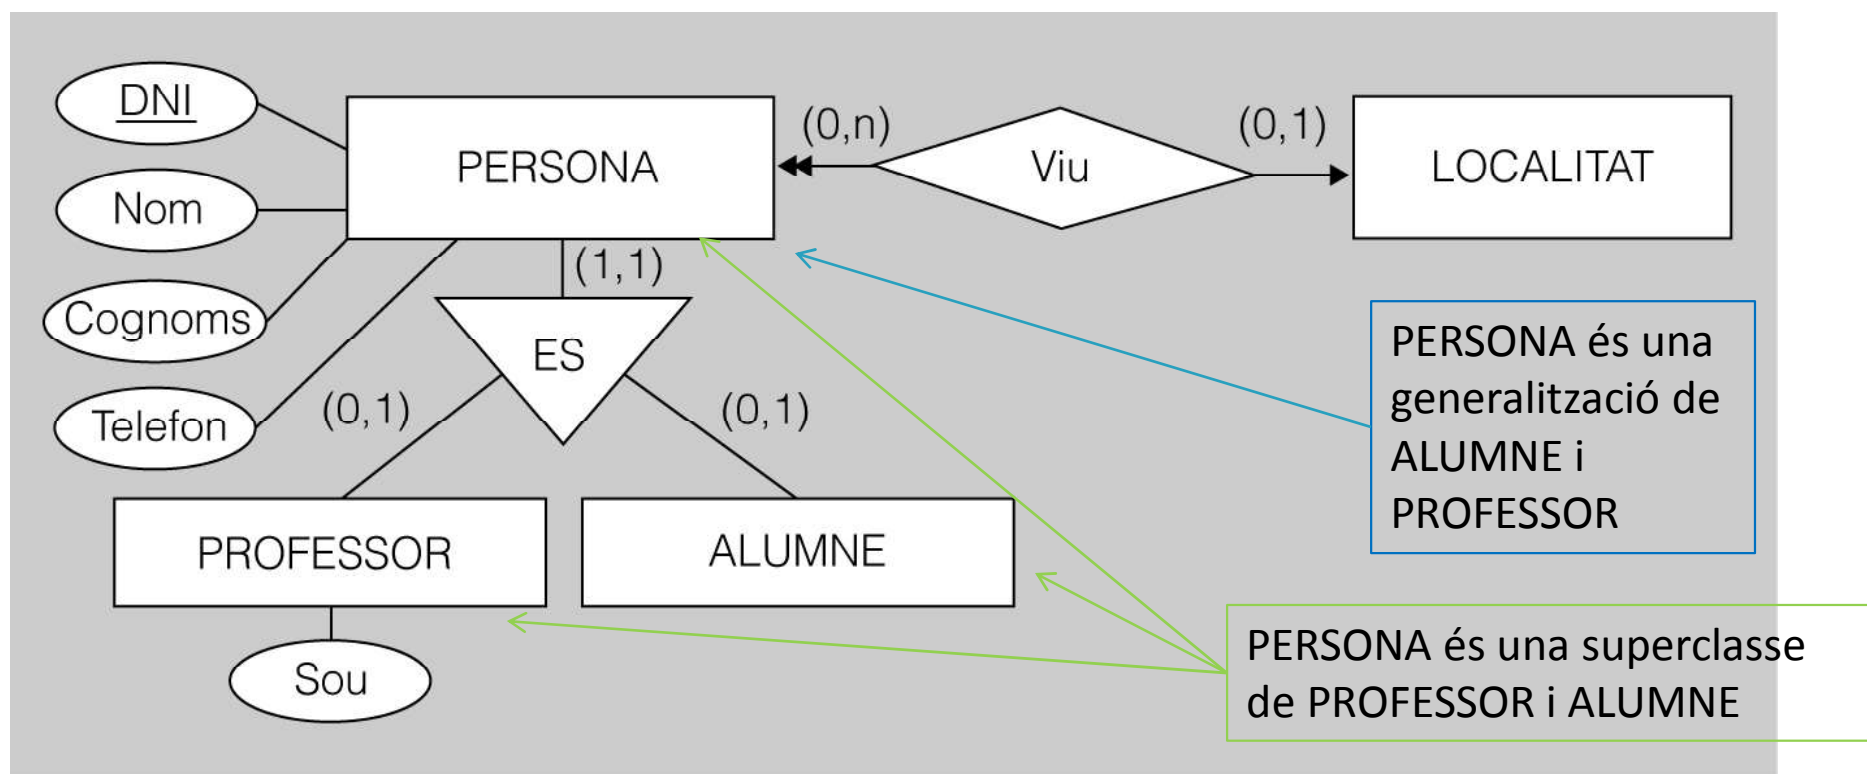 DNI
Nom
Cognoms
Telefon
PERSONA
(0,n)
Viu
(0,1)
LOCALITAT
(1,1)
ES
(0,1)
(0,1)
PROFESSOR
ALUMNE
Sou
PERSONA és una
generalització de
ALUMNE i
PROFESSOR
PERSONA és una superclasse
de PROFESSOR i ALUMNE